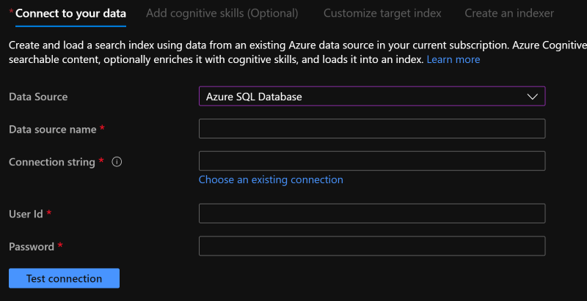 * Connect to your data Add cognitive skills (Optional) Customize target index Create an indexer
Create and load a search index using data from an existing Azure data source in your current subscription. Azure Cognitive
searchable content, optionally enriches it with cognitive skills, and loads it into an index. Learn more
Data Source Azure SQL Database
Data source name *
Connection string *
Choose an existing connection
User Id *
Password *
Test connection